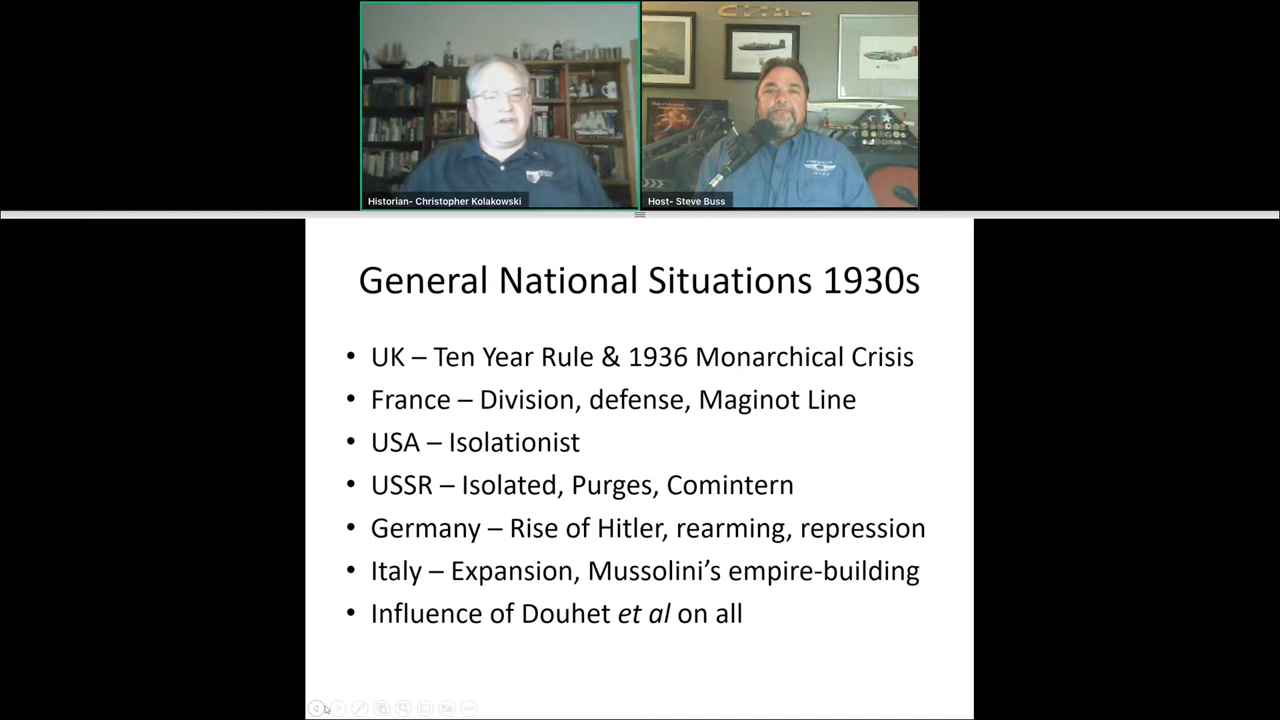 Historian- Christopher Kolakowski
Host- Steve Buss
General National Situations 1930s
• UK – Ten Year Rule & 1936 Monarchical Crisis
• France – Division, defense, Maginot Line
• USA – Isolationist
• USSR – Isolated, Purges, Comintern
• Germany – Rise of Hitler, rearming, repression
• Italy – Expansion, Mussolini’s empire-building
• Influence of Douhet et al on all